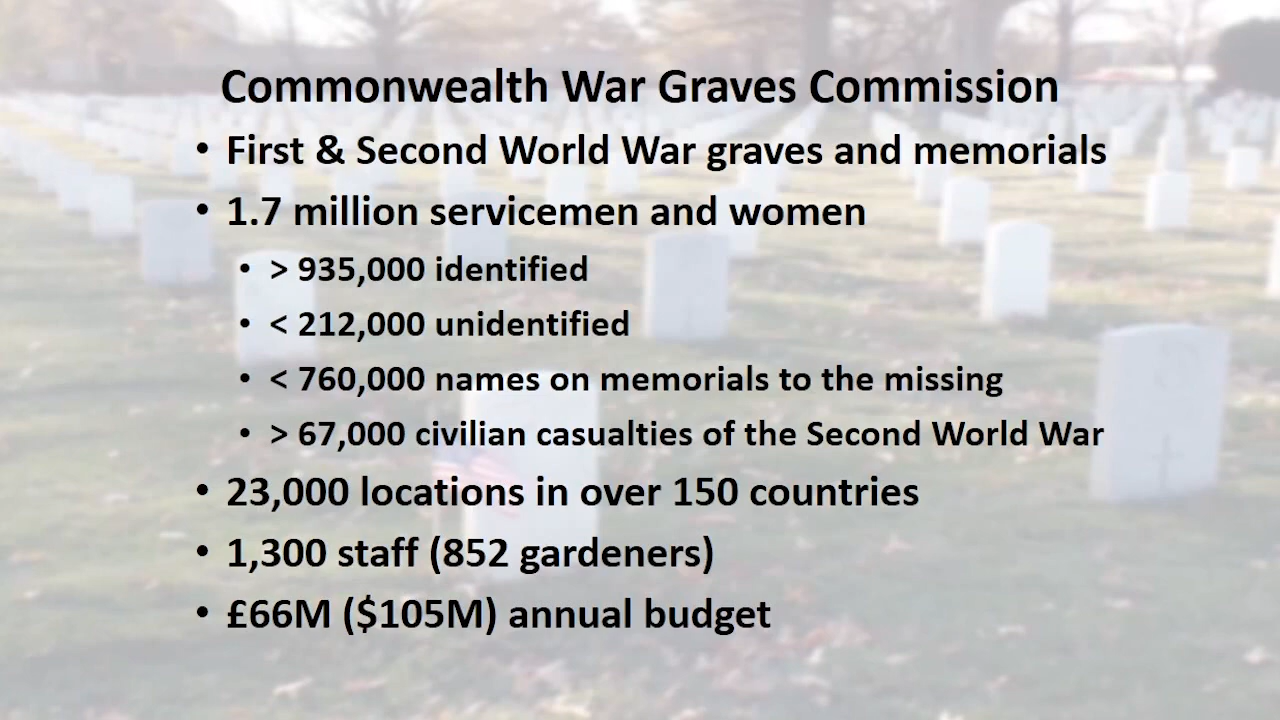 Commonwealth War Graves Commission
• First & Second World War graves and memorials
• 1.7 million servicemen and women
• > 935,000 identified
• < 212,000 unidentified
• < 760,000 names on memorials to the missing
• > 67,000 civilian casualties of the Second World War
• 23,000 locations in over 150 countries
• 1,300 staff (852 gardeners)
• £66M ($105M) annual budget